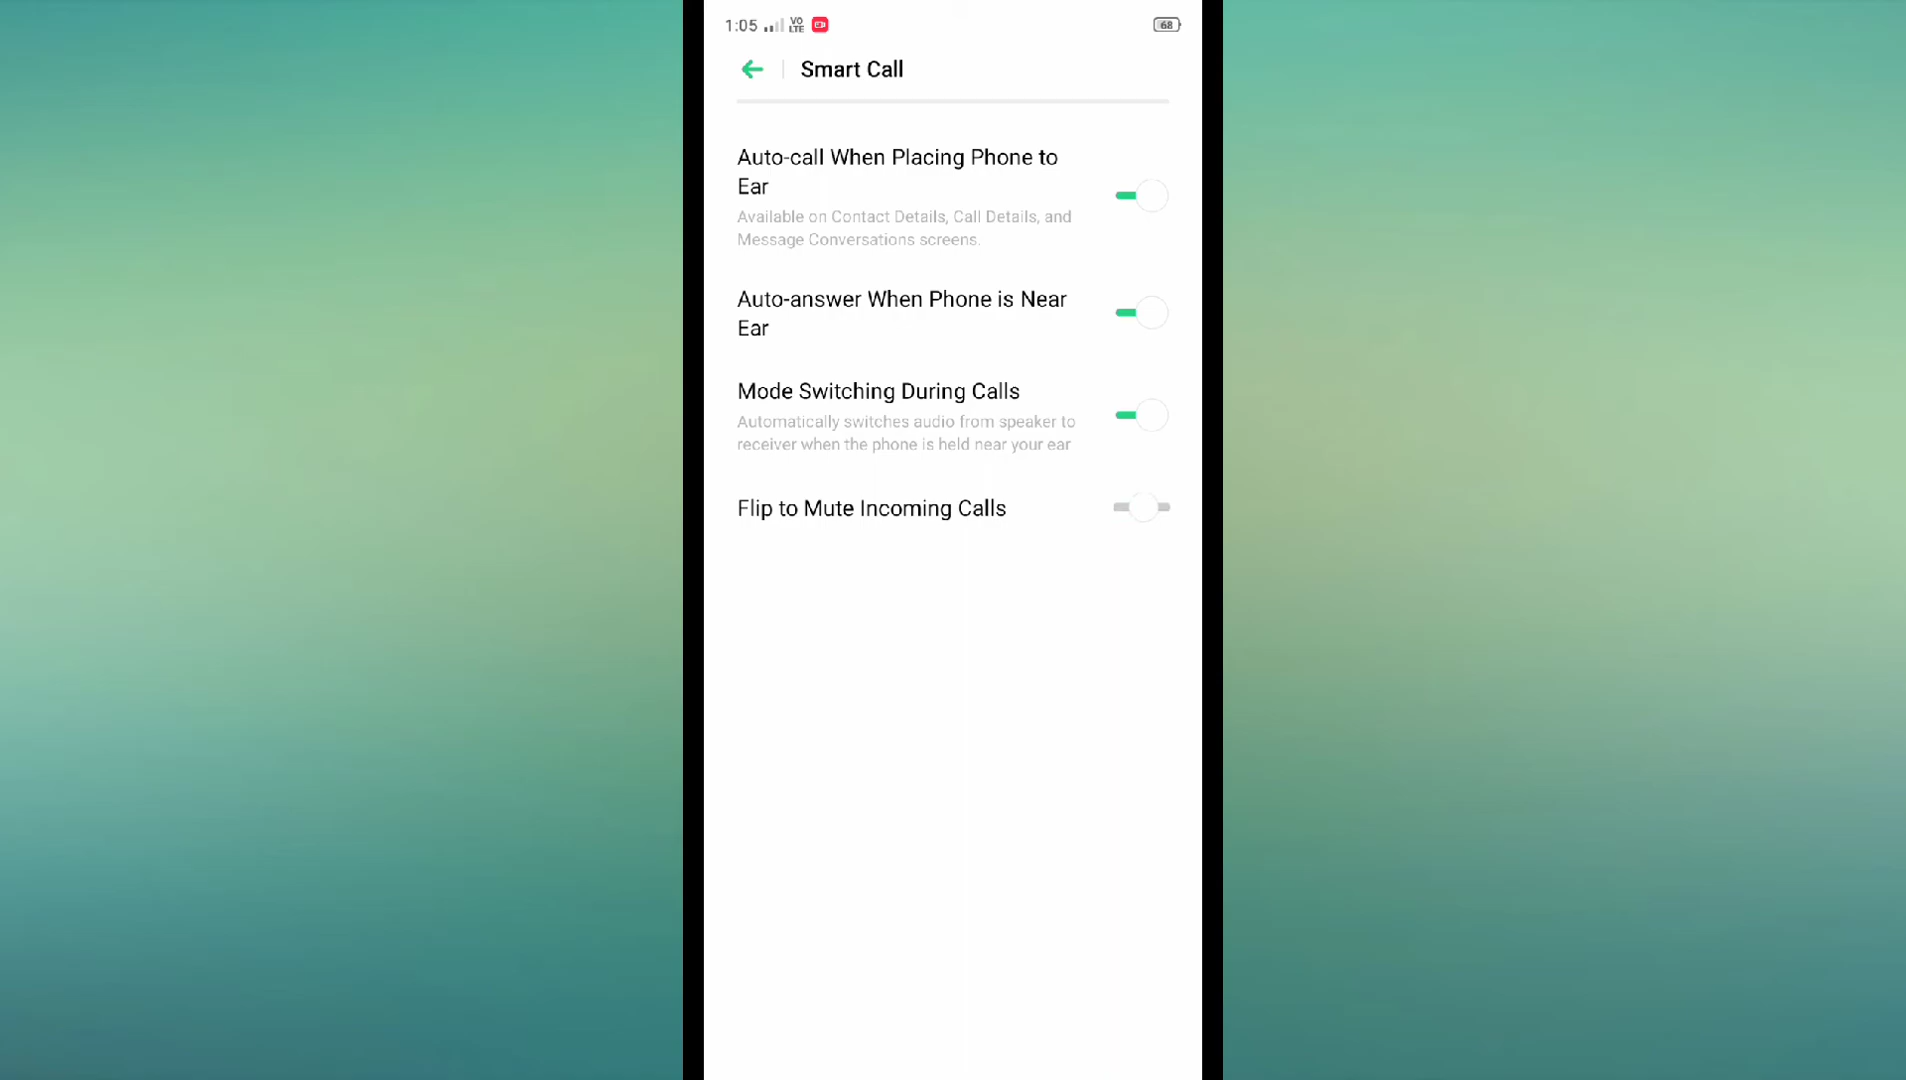 1:05 VO LTE 68
Smart Call
Auto-call When Placing Phone to
Ear
Available on Contact Details, Call Details, and
Message Conversations screens.
Auto-answer When Phone is Near
Ear
Mode Switching During Calls
Automatically switches audio from speaker to
receiver when the phone is held near your ear
Flip to Mute Incoming Calls